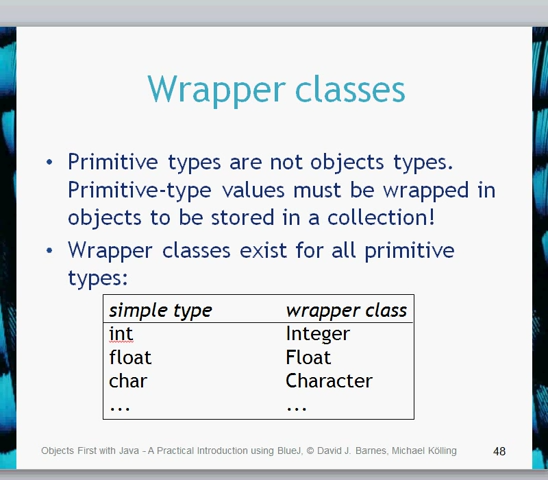 Wrapper classes
• Primitive types are not objects types.
Primitive-type values must be wrapped in
objects to be stored in a collection!
• Wrapper classes exist for all primitive
types:
simple type wrapper class
int Integer
float Float
char Character
... ...
Objects First with Java - A Practical Introduction using BlueJ, © David J. Barnes, Michael Kölling 48